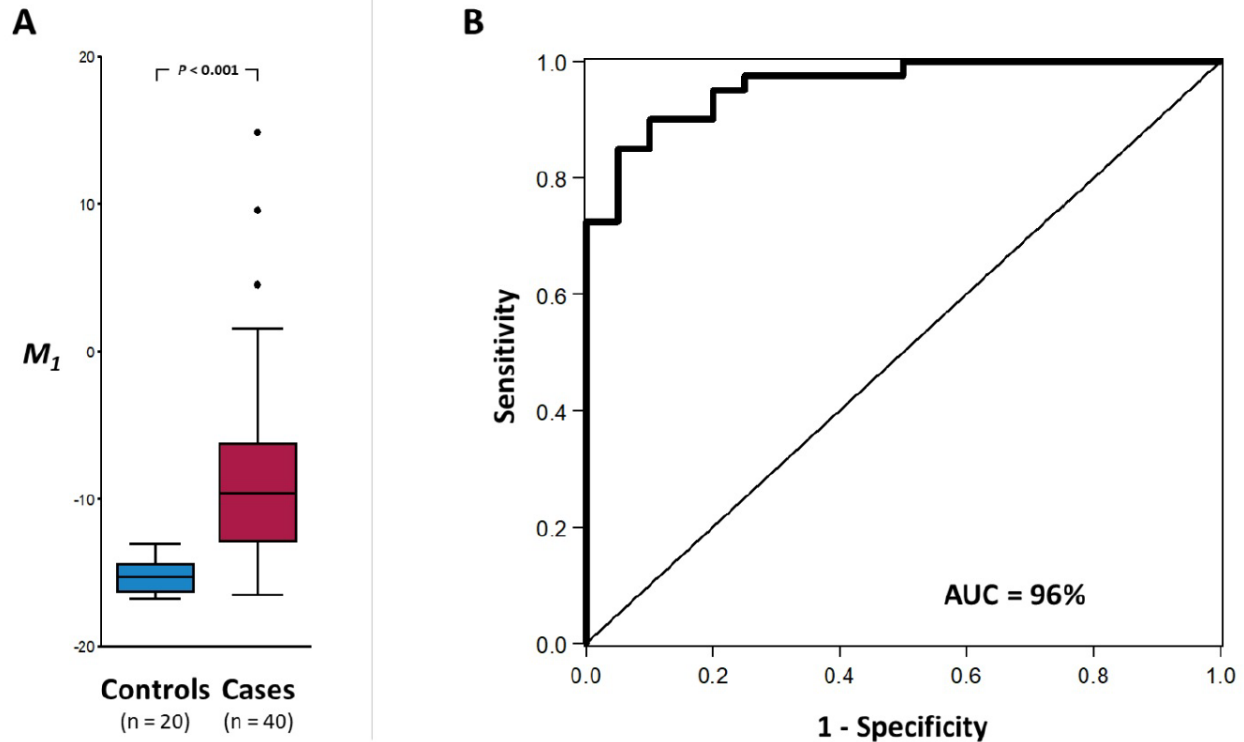 A
20
P < 0.001
10
M1
0
-10
-20
Controls Cases
(n = 20) (n = 40)
B
1.0
0.8
0.6
0.4
0.2
0.0
Sensitivity
AUC = 96%
0.0 0.2 0.4 0.6 0.8 1.0
1 - Specificity